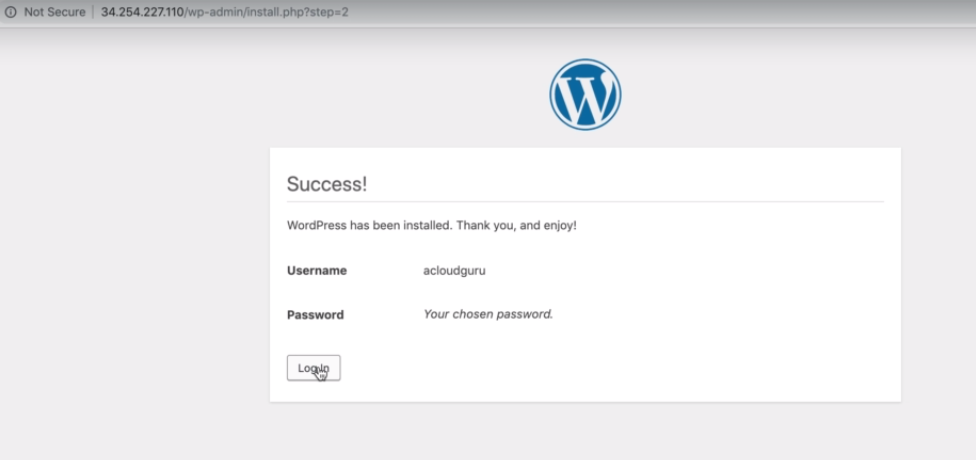 Not Secure | 34.254.227.110/wp-admin/install.php?step=2
W
Success!
WordPress has been installed. Thank you, and enjoy!
Username acloudguru
Password Your chosen password.
Log In